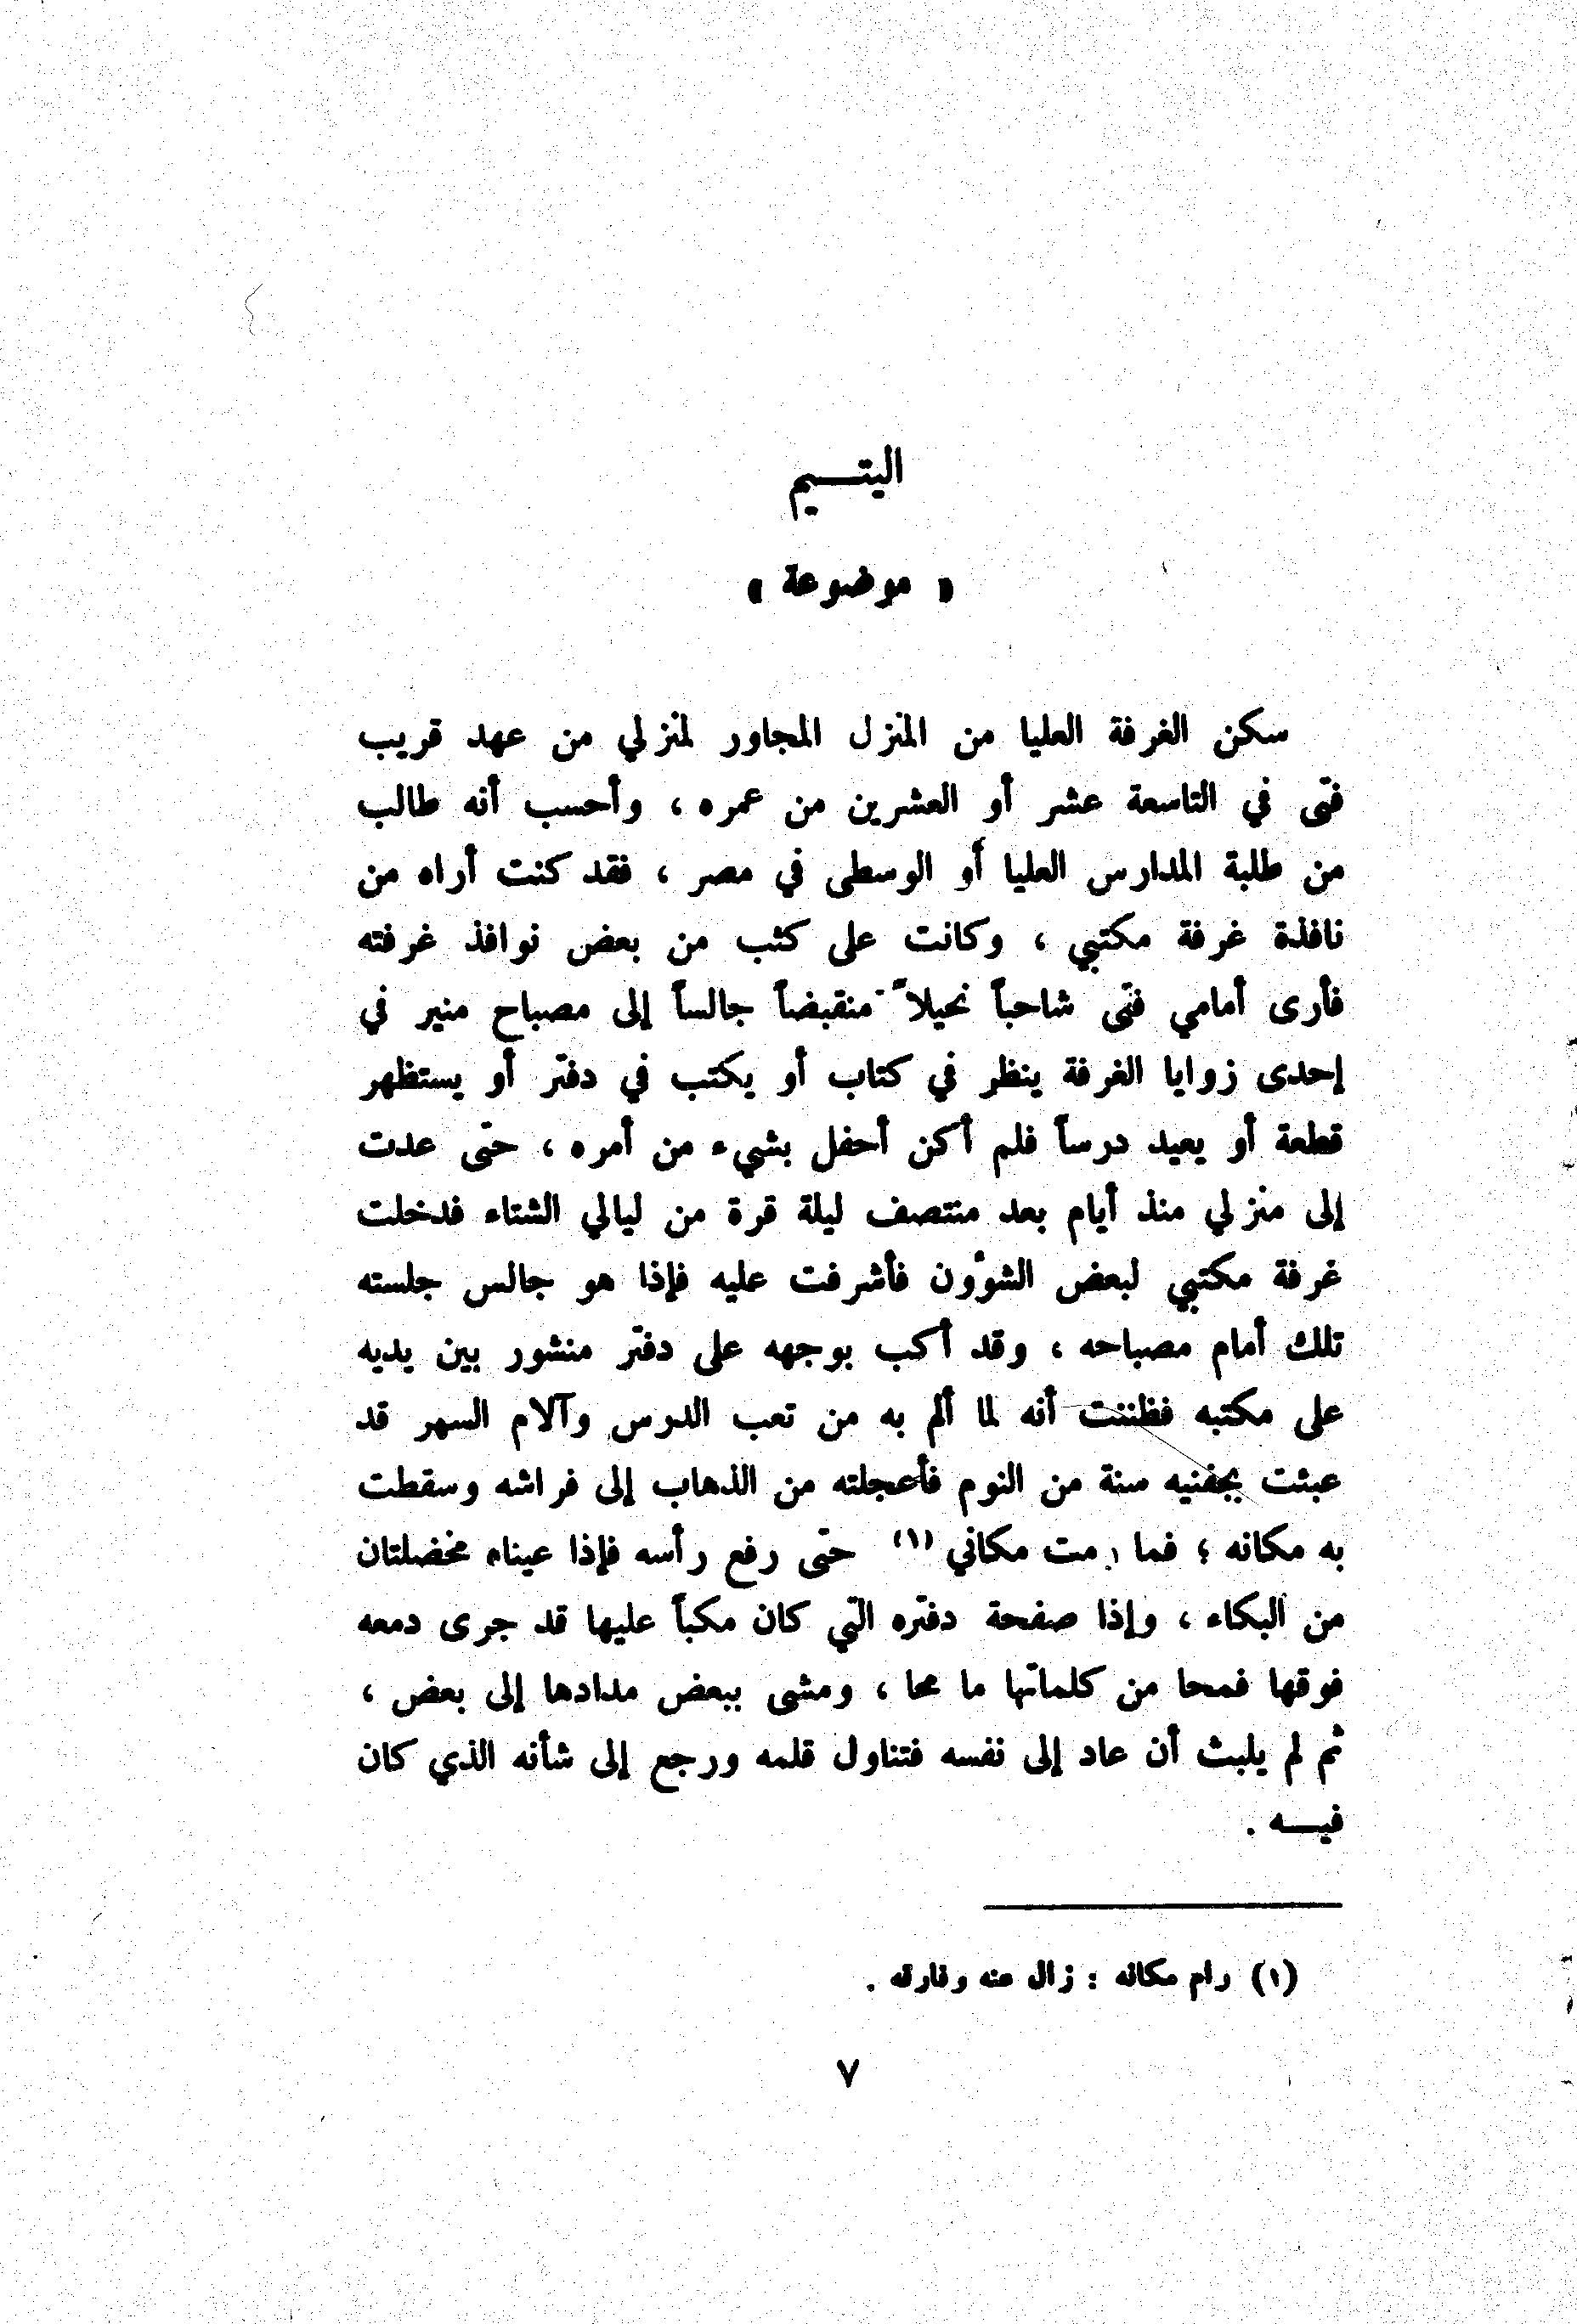 اليتـــيم
« موضوعة »
سكن الغرفة العليا من المنزل المجاور لمنزلي من عهد قريب
فتى في التاسعة عشر أو العشرين من عمره ، وأحسب أنه طالب
من طلبة المدارس العليا أو الوسطى في مصر ، فقد كنت أراه من
نافذة غرفة مكتبي ، وكانت على كثب من بعض نوافذ غرفته
فأرى أمامي فتى شاحباً نحيلاً منقبضاً جالساً إلى مصباح منير في
إحدى زوايا الغرفة ينظر في كتاب أو يكتب في دفتر أو يستظهر
قطعة أو يعيد درساً فلم أكن أحفل بشيء من أمره ، حتى عدت
إلى منزلي منذ أيام بعد منتصف ليلة قرة من ليالي الشتاء فدخلت
غرفة مكتبي لبعض الشؤون فأشرفت عليه فإذا هو جالس جلسته
تلك أمام مصباحه ، وقد أكب بوجهه على دفتر منشور بين يديه
على مكتبه فظننت أنه لما ألم به من تعب الدرس وآلام السهر قد
عبثت بجفنيه سنة من النوم فأعجلته من الذهاب إلى فراشه وسقطت
به مكانه ؛ فما رمت مكاني (١) حتى رفع رأسه فإذا عيناه مخضلتان
من البكاء ، وإذا صفحة دفتره التي كان مكباً عليها قد جرى دمعه
فوقها فمحا من كلماتها ما محا ، ومشى ببعض مدادها إلى بعض ،
ثم لم يلبث أن عاد إلى نفسه فتناول قلمه ورجع إلى شأنه الذي كان
فيـــه .
(١) رام مكانه : زال عنه وفارقه .
٧